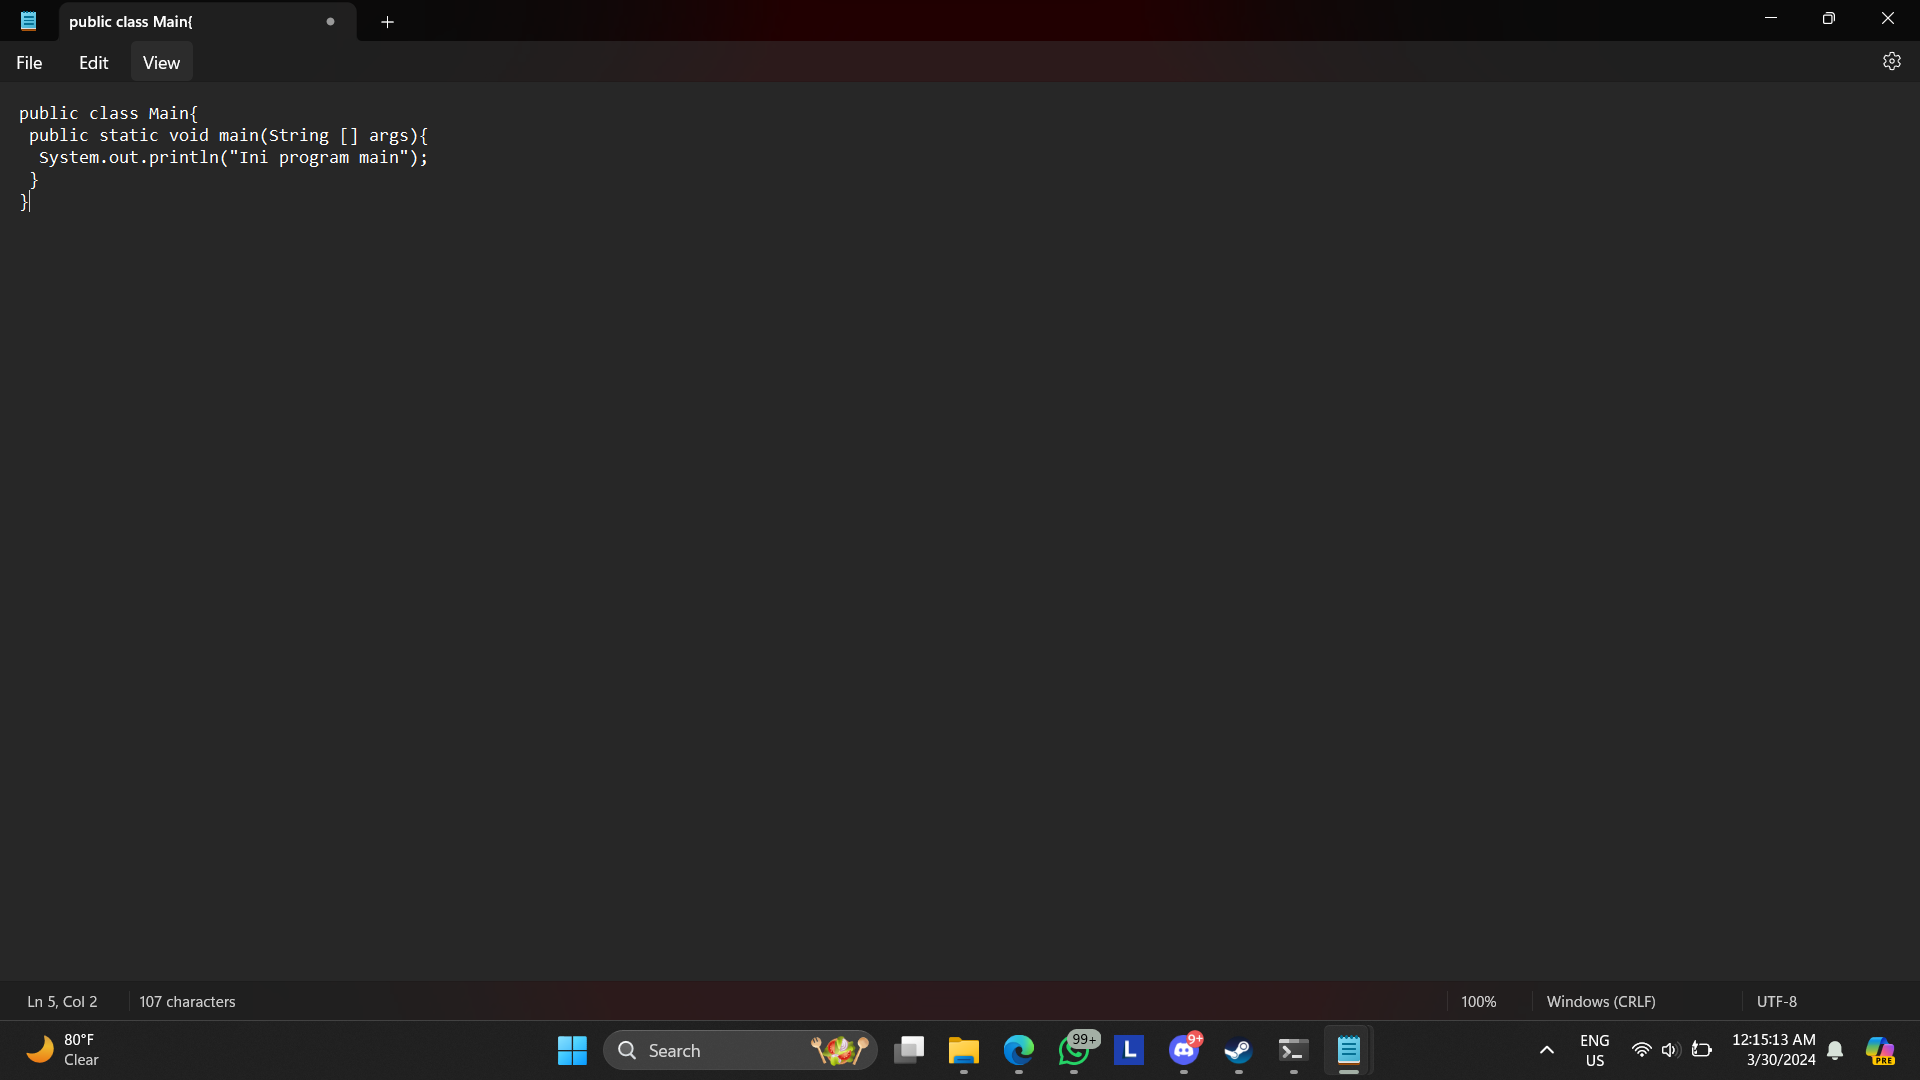 public class Main{
File Edit View
public class Main{
 public static void main(String [] args){
  System.out.println("Ini program main");
 }
}
Ln 5, Col 2 107 characters 100% Windows (CRLF) UTF-8
80°F
Clear
Search
99+
L
9+
ENG
US
12:15:13 AM
3/30/2024
PRE